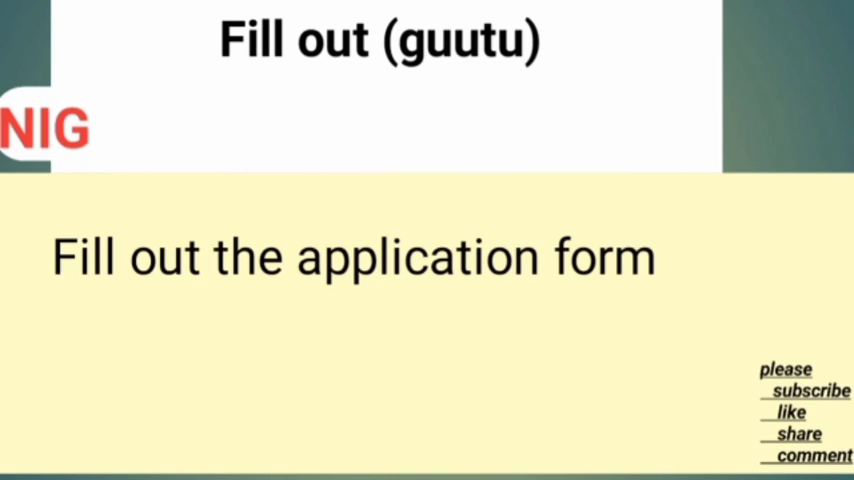 Fill out (guutu)
NIG
Fill out the application form
please
subscribe
like
share
comment